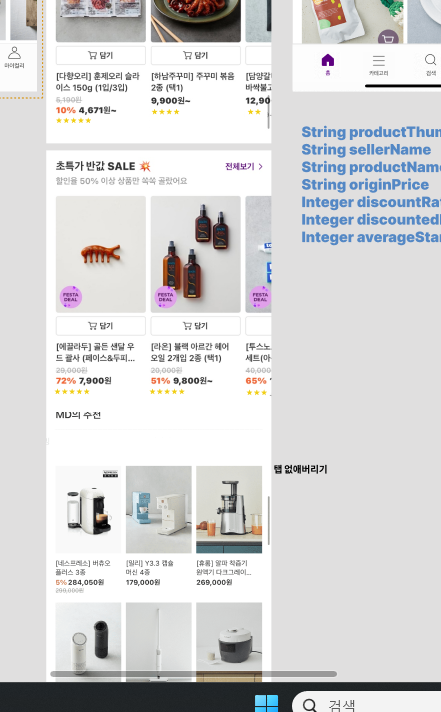 마이컬리
홈
카테고리
검색
담기
담기
[다향오리] 훈제오리 슬라이스 150g (1입/3입)
5,190원
10% 4,671원~
★★★★★
[하남주꾸미] 주꾸미 볶음 2종 (택1)
9,900원~
★★★★
[담양갈
바싹불고
12,90
★★
String productThum
String sellerName
String productName
String originPrice
Integer discountRa
Integer discountedP
Integer averageStar
초특가 반값 SALE 💥
전체보기 >
할인율 50% 이상 상품만 쏙쏙 골랐어요
FESTA DEAL
FESTA DEAL
FESTA DEAL
담기
담기
[에끌라두] 골든 샌달 우드 괄사 (페이스&두피...
29,000원
72% 7,900원
★★★★★
[라온] 블랙 아르간 헤어 오일 2개입 2종 (택1)
20,000원
51% 9,800원~
★★★★★
[투스노
세트(아
40,000
65%
★★★
MD의 추천
탭 없애버리기
NESPRESSO
[네스프레소] 버츄오 플러스 3종
5% 284,050원
299,000원
[밀리] Y3.3 캡슐 머신 4종
179,000원
[휴롬] 알파 착즙기 원액기 다크그레이...
269,000원
검색